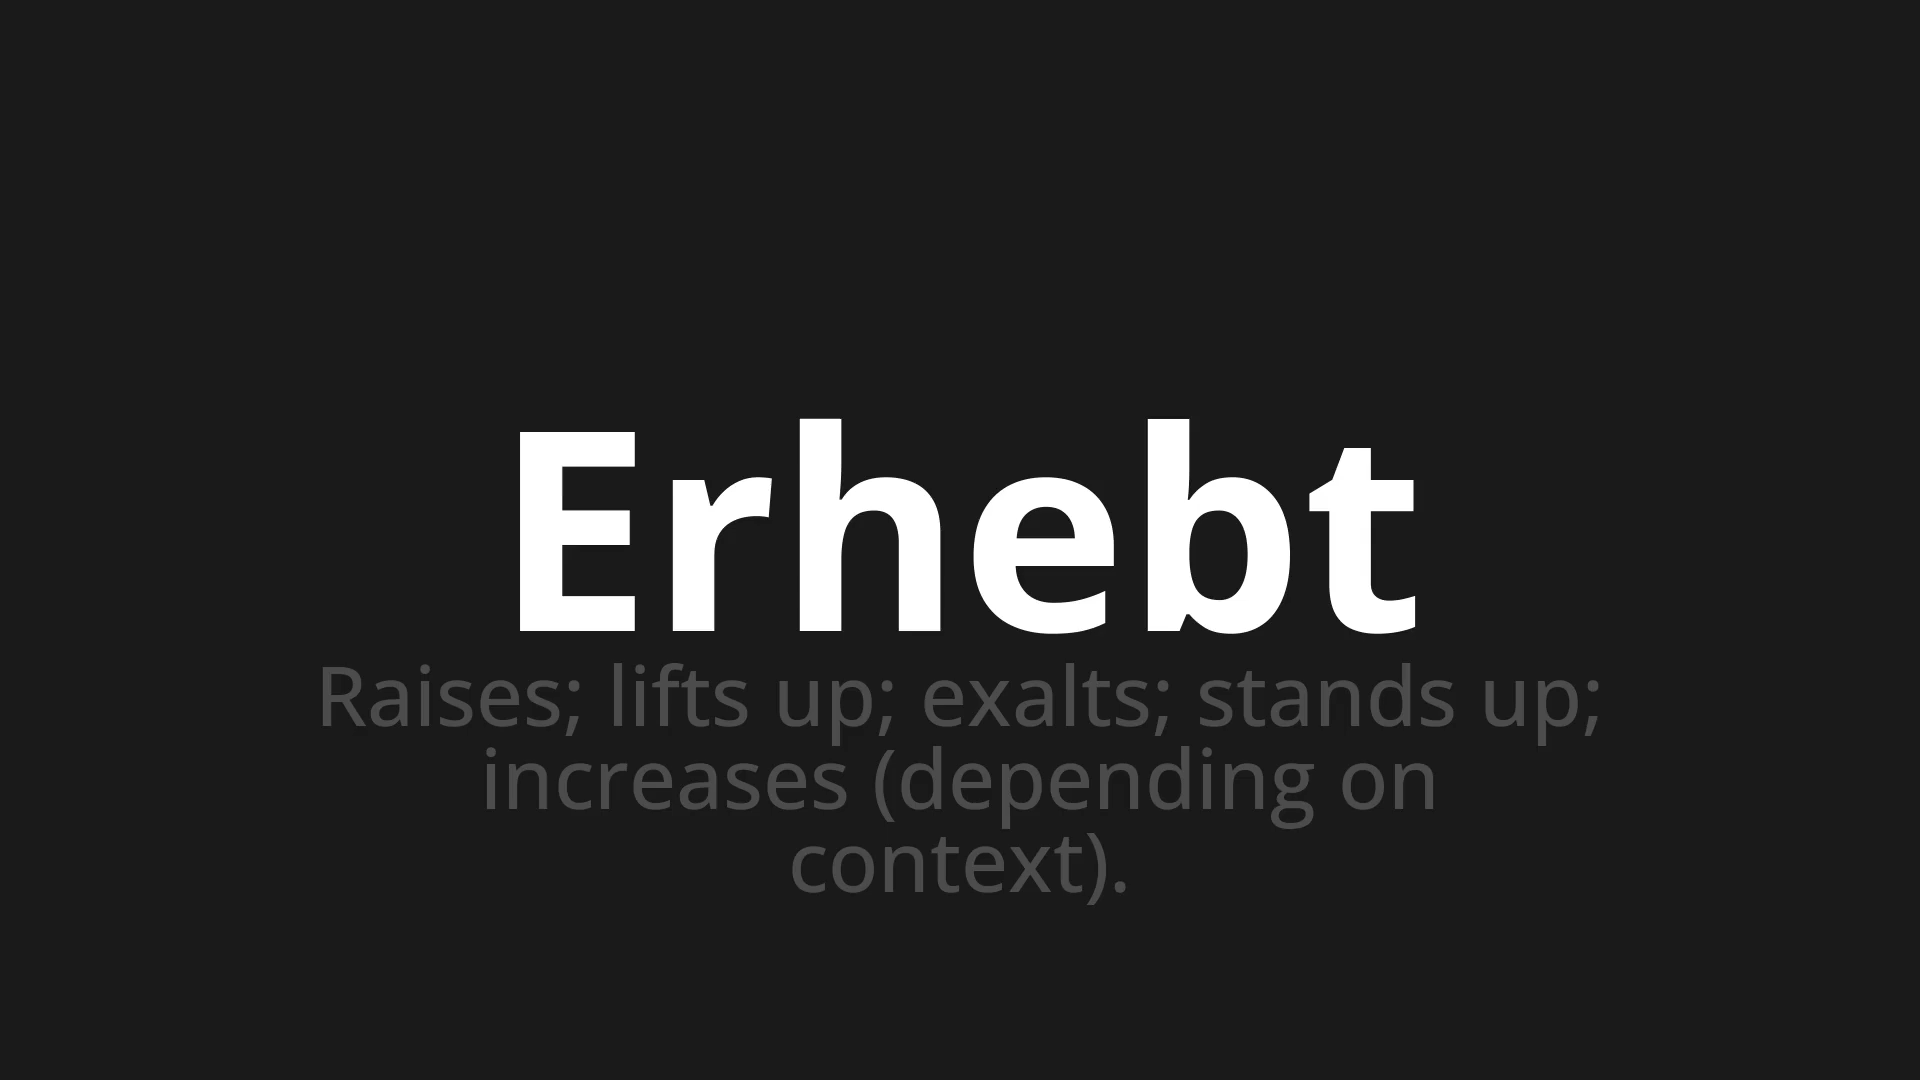 Erhebt
Raises; lifts up; exalts; stands up;
increases (depending on
context).